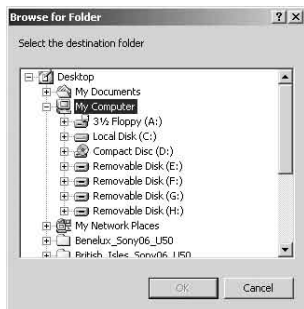 Browse for Folder
Select the destination folder
Desktop
My Documents
My Computer
3½ Floppy (A:)
Local Disk (C:)
Compact Disc (D:)
Removable Disk (E:)
Removable Disk (F:)
Removable Disk (G:)
Removable Disk (H:)
My Network Places
Benelux_Sony06_U50
British_Isles_Sony06_U50
OK
Cancel